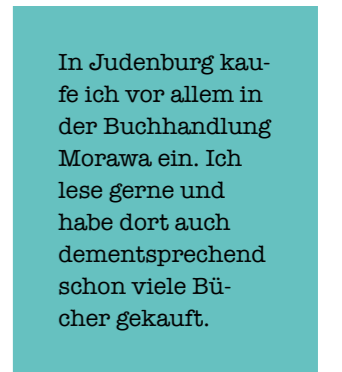 In Judenburg kau-
fe ich vor allem in
der Buchhandlung
Morawa ein. Ich
lese gerne und
habe dort auch
dementsprechend
schon viele Bü-
cher gekauft.